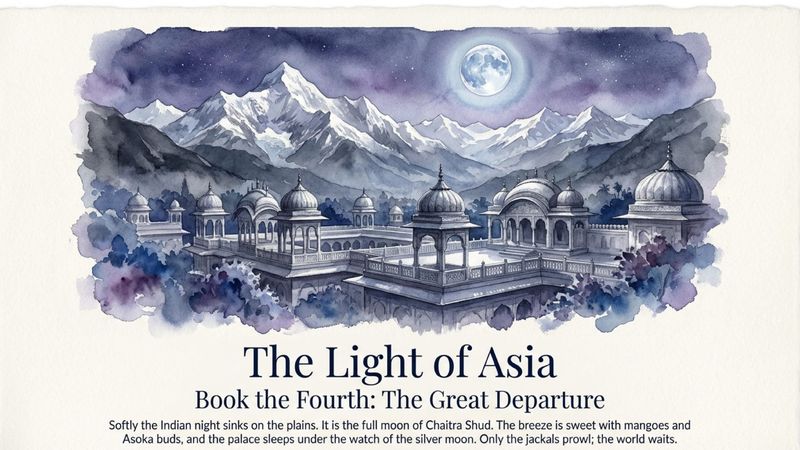 The Light of Asia
Book the Fourth: The Great Departure
Softly the Indian night sinks on the plains. It is the full moon of Chaitra Shud. The breeze is sweet with mangoes and
Asoka buds, and the palace sleeps under the watch of the silver moon. Only the jackals prowl; the world waits.